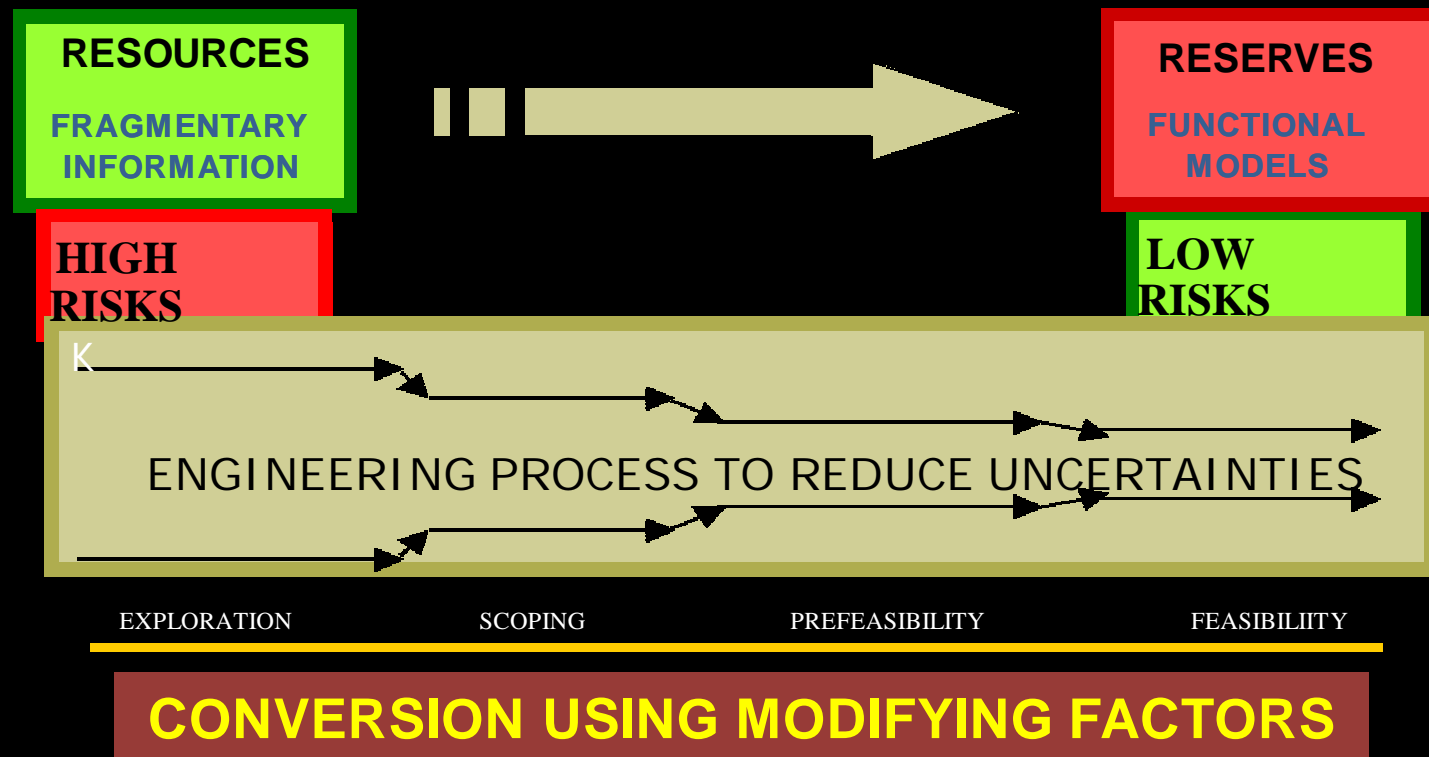 RESOURCES
FRAGMENTARY
INFORMATION
RESERVES
FUNCTIONAL
MODELS
HIGH
RISKS
LOW
RISKS
K
ENGINEERING PROCESS TO REDUCE UNCERTAINTIES
EXPLORATION SCOPING PREFEASIBILITY FEASIBILIITY
CONVERSION USING MODIFYING FACTORS